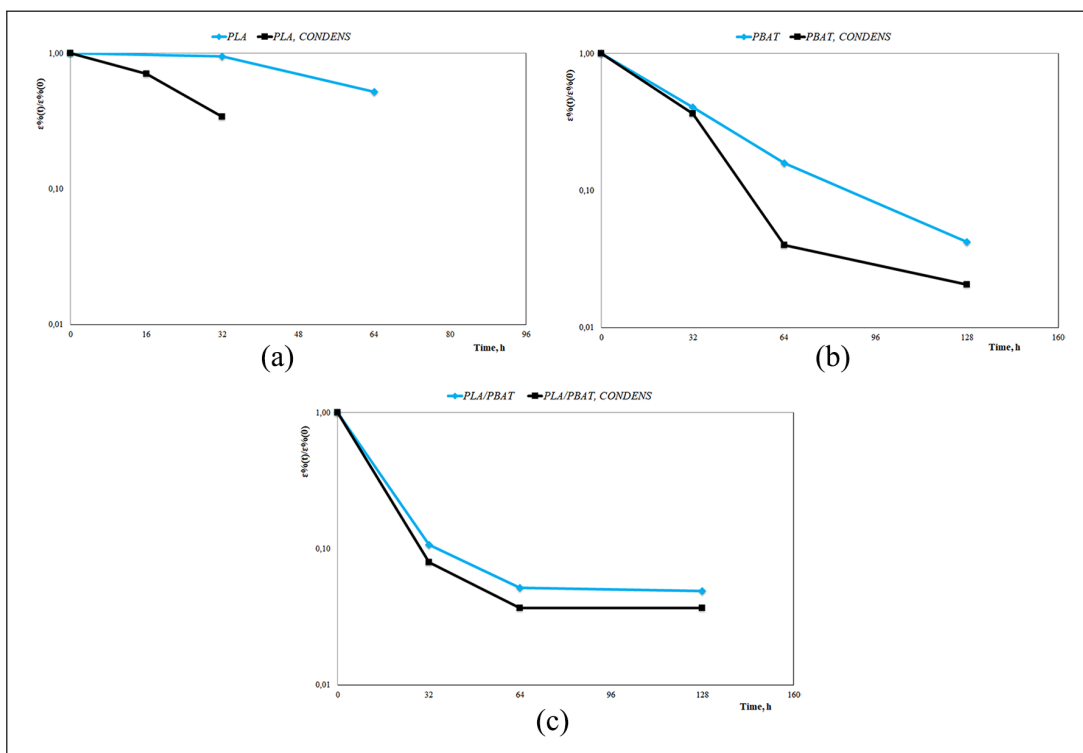 PLA PLA, CONDENS
ε%(t)/ε%(0)
1,00
0,10
0,01
0 16 32 48 64 80 96
Time, h
(a)
PBAT PBAT, CONDENS
ε%(t)/ε%(0)
1,00
0,10
0,01
0 32 64 96 128 160
Time, h
(b)
PLA/PBAT PLA/PBAT, CONDENS
ε%(t)/ε%(0)
1,00
0,10
0,01
0 32 64 96 128 160
Time, h
(c)